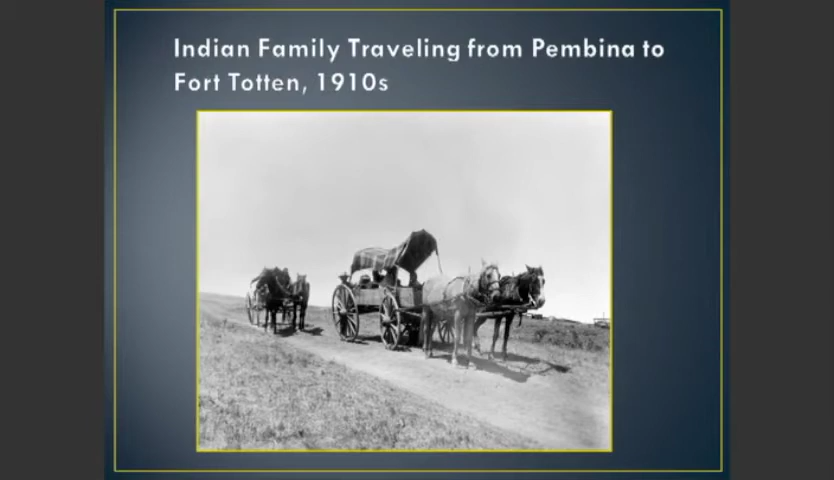 Indian Family Traveling from Pembina to
Fort Totten, 1910s